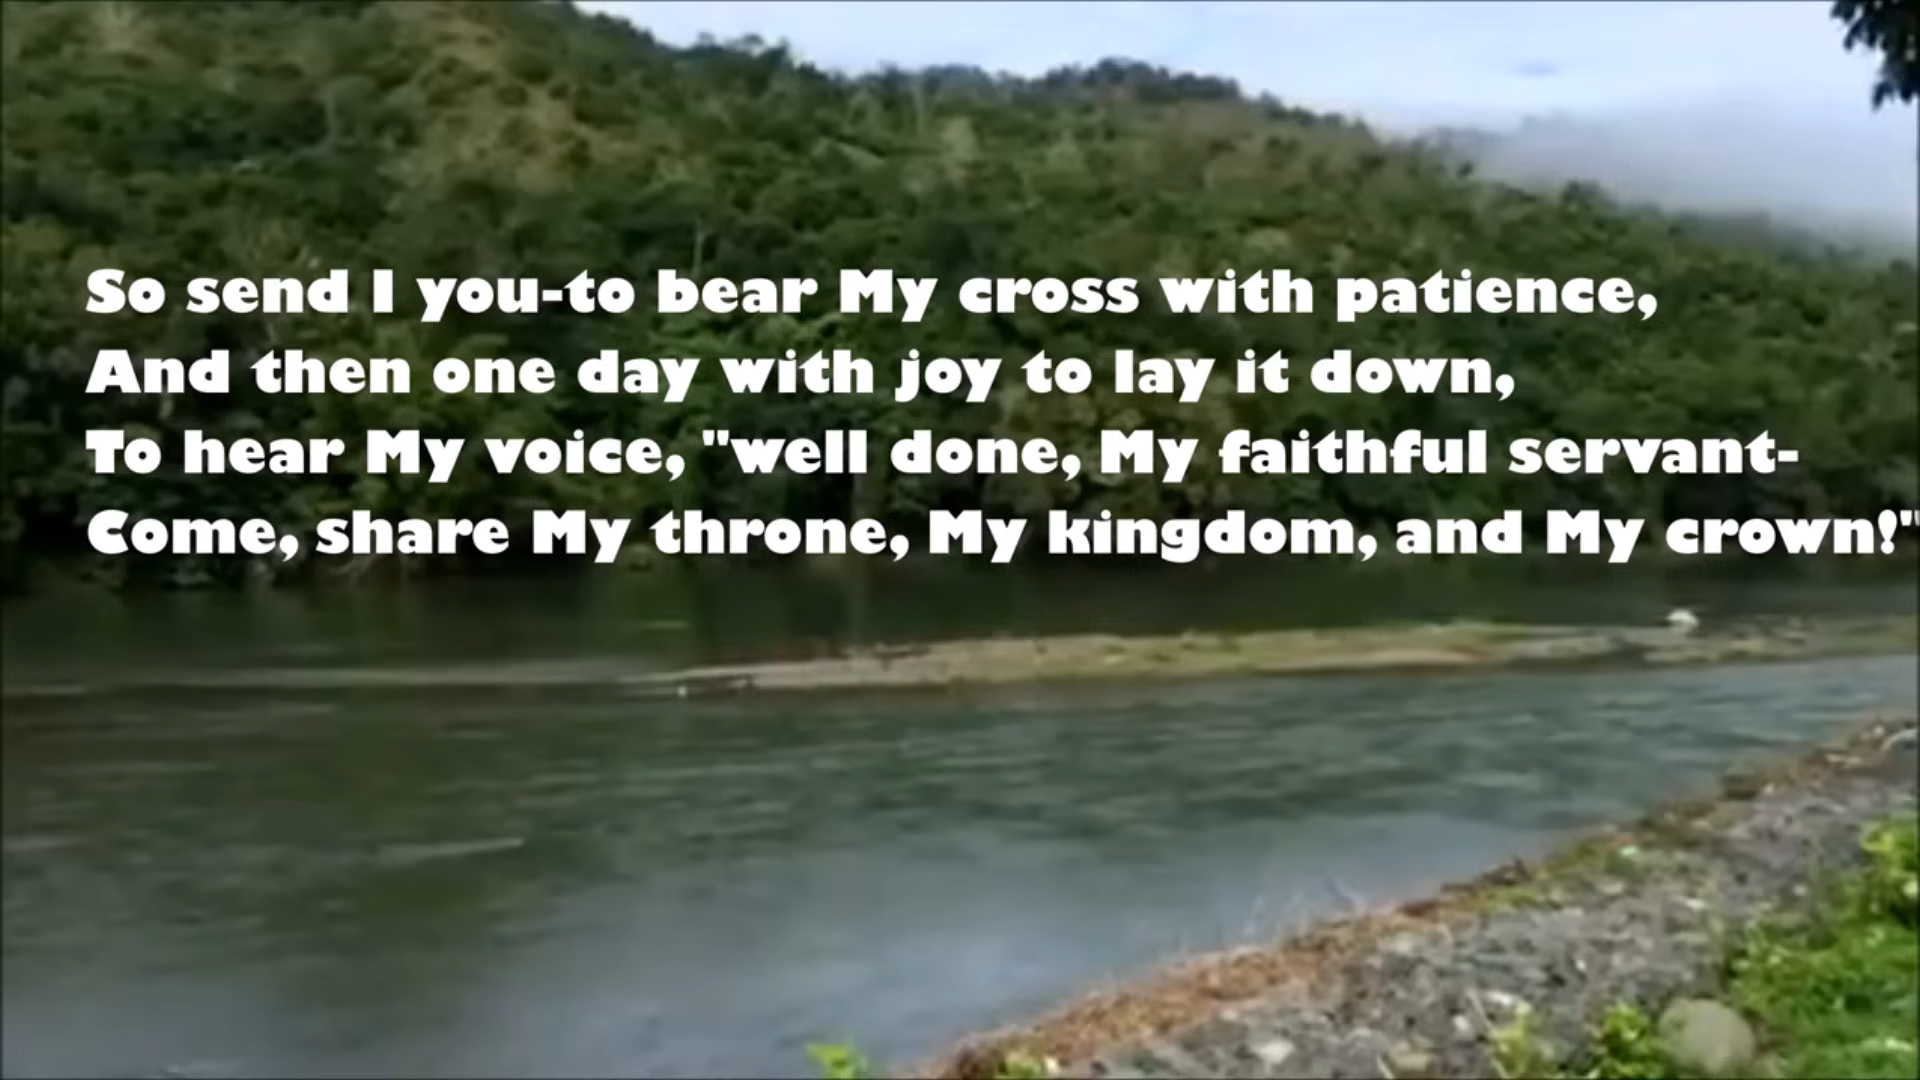 So send I you-to bear My cross with patience,
And then one day with joy to lay it down,
To hear My voice, "well done, My faithful servant-
Come, share My throne, My kingdom, and My crown!"